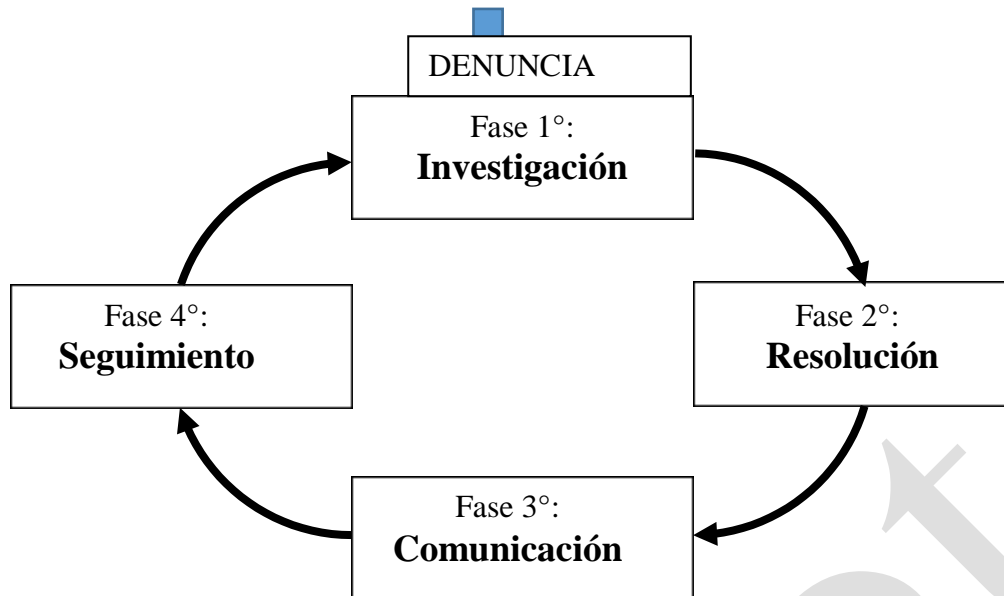 DENUNCIA
Fase 1°:
Investigación
Fase 2°:
Resolución
Fase 3°:
Comunicación
Fase 4°:
Seguimiento